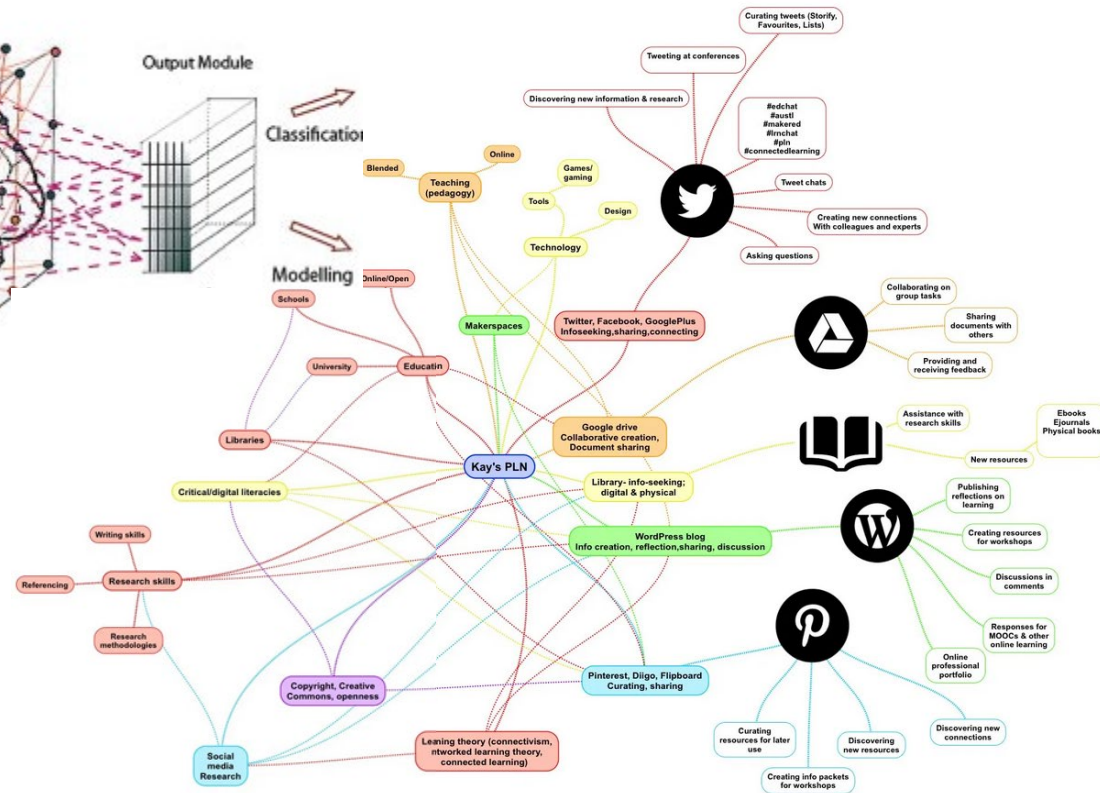 Output Module
Classification
Modelling
Curating tweets (Storify,
Favourites, Lists)
Tweeting at conferences
Discovering new information & research
#edchat
#austl
#makered
#lrnchat
#pln
#connectedlearning
Tweet chats
Creating new connections
With colleagues and experts
Asking questions
Blended
Online
Teaching
(pedagogy)
Games/
gaming
Tools
Design
Technology
Online/Open
Schools
Makerspaces
Twitter, Facebook, GooglePlus
Infoseeking,sharing,connecting
University
Educatin
Collaborating on
group tasks
Sharing
documents with
others
Providing and
receiving feedback
Libraries
Google drive
Collaborative creation,
Document sharing
Kay's PLN
Assistance with
research skills
Ebooks
Ejournals
Physical books
New resources
Critical/digital literacies
Library- info-seeking;
digital & physical
Publishing
reflections on
learning
WordPress blog
Info creation, reflection,sharing, discussion
Creating resources
for workshops
Discussions in
comments
Responses for
MOOCs & other
online learning
Online
professional
portfolio
Writing skills
Referencing
Research skills
Research
methodologies
Copyright, Creative
Commons, openness
Pinterest, Diigo, Flipboard
Curating, sharing
Social
media
Research
Leaning theory (connectivism,
ntworked learning theory,
connected learning)
Curating
resources for later
use
Discovering
new resources
Discovering new
connections
Creating info packets
for workshops